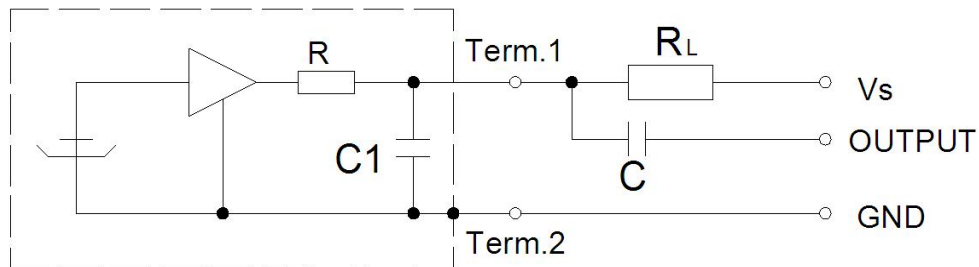 R
C1
Term.1
RL
Vs
OUTPUT
C
GND
Term.2